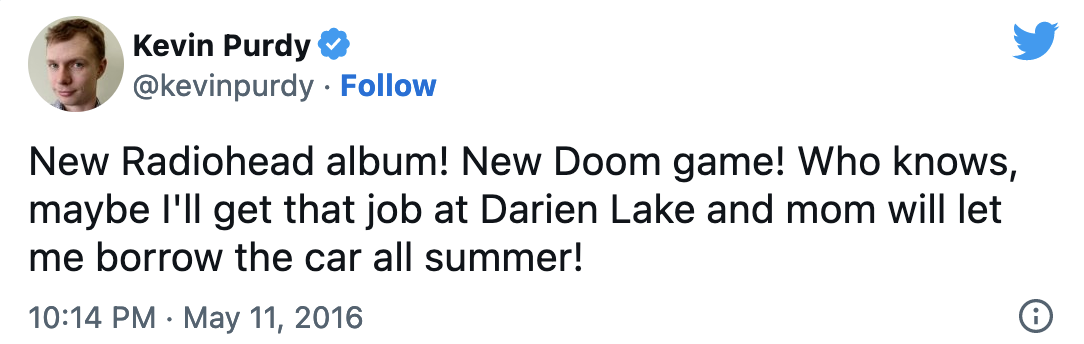 Kevin Purdy
@kevinpurdy · Follow
New Radiohead album! New Doom game! Who knows,
maybe I'll get that job at Darien Lake and mom will let
me borrow the car all summer!
10:14 PM · May 11, 2016